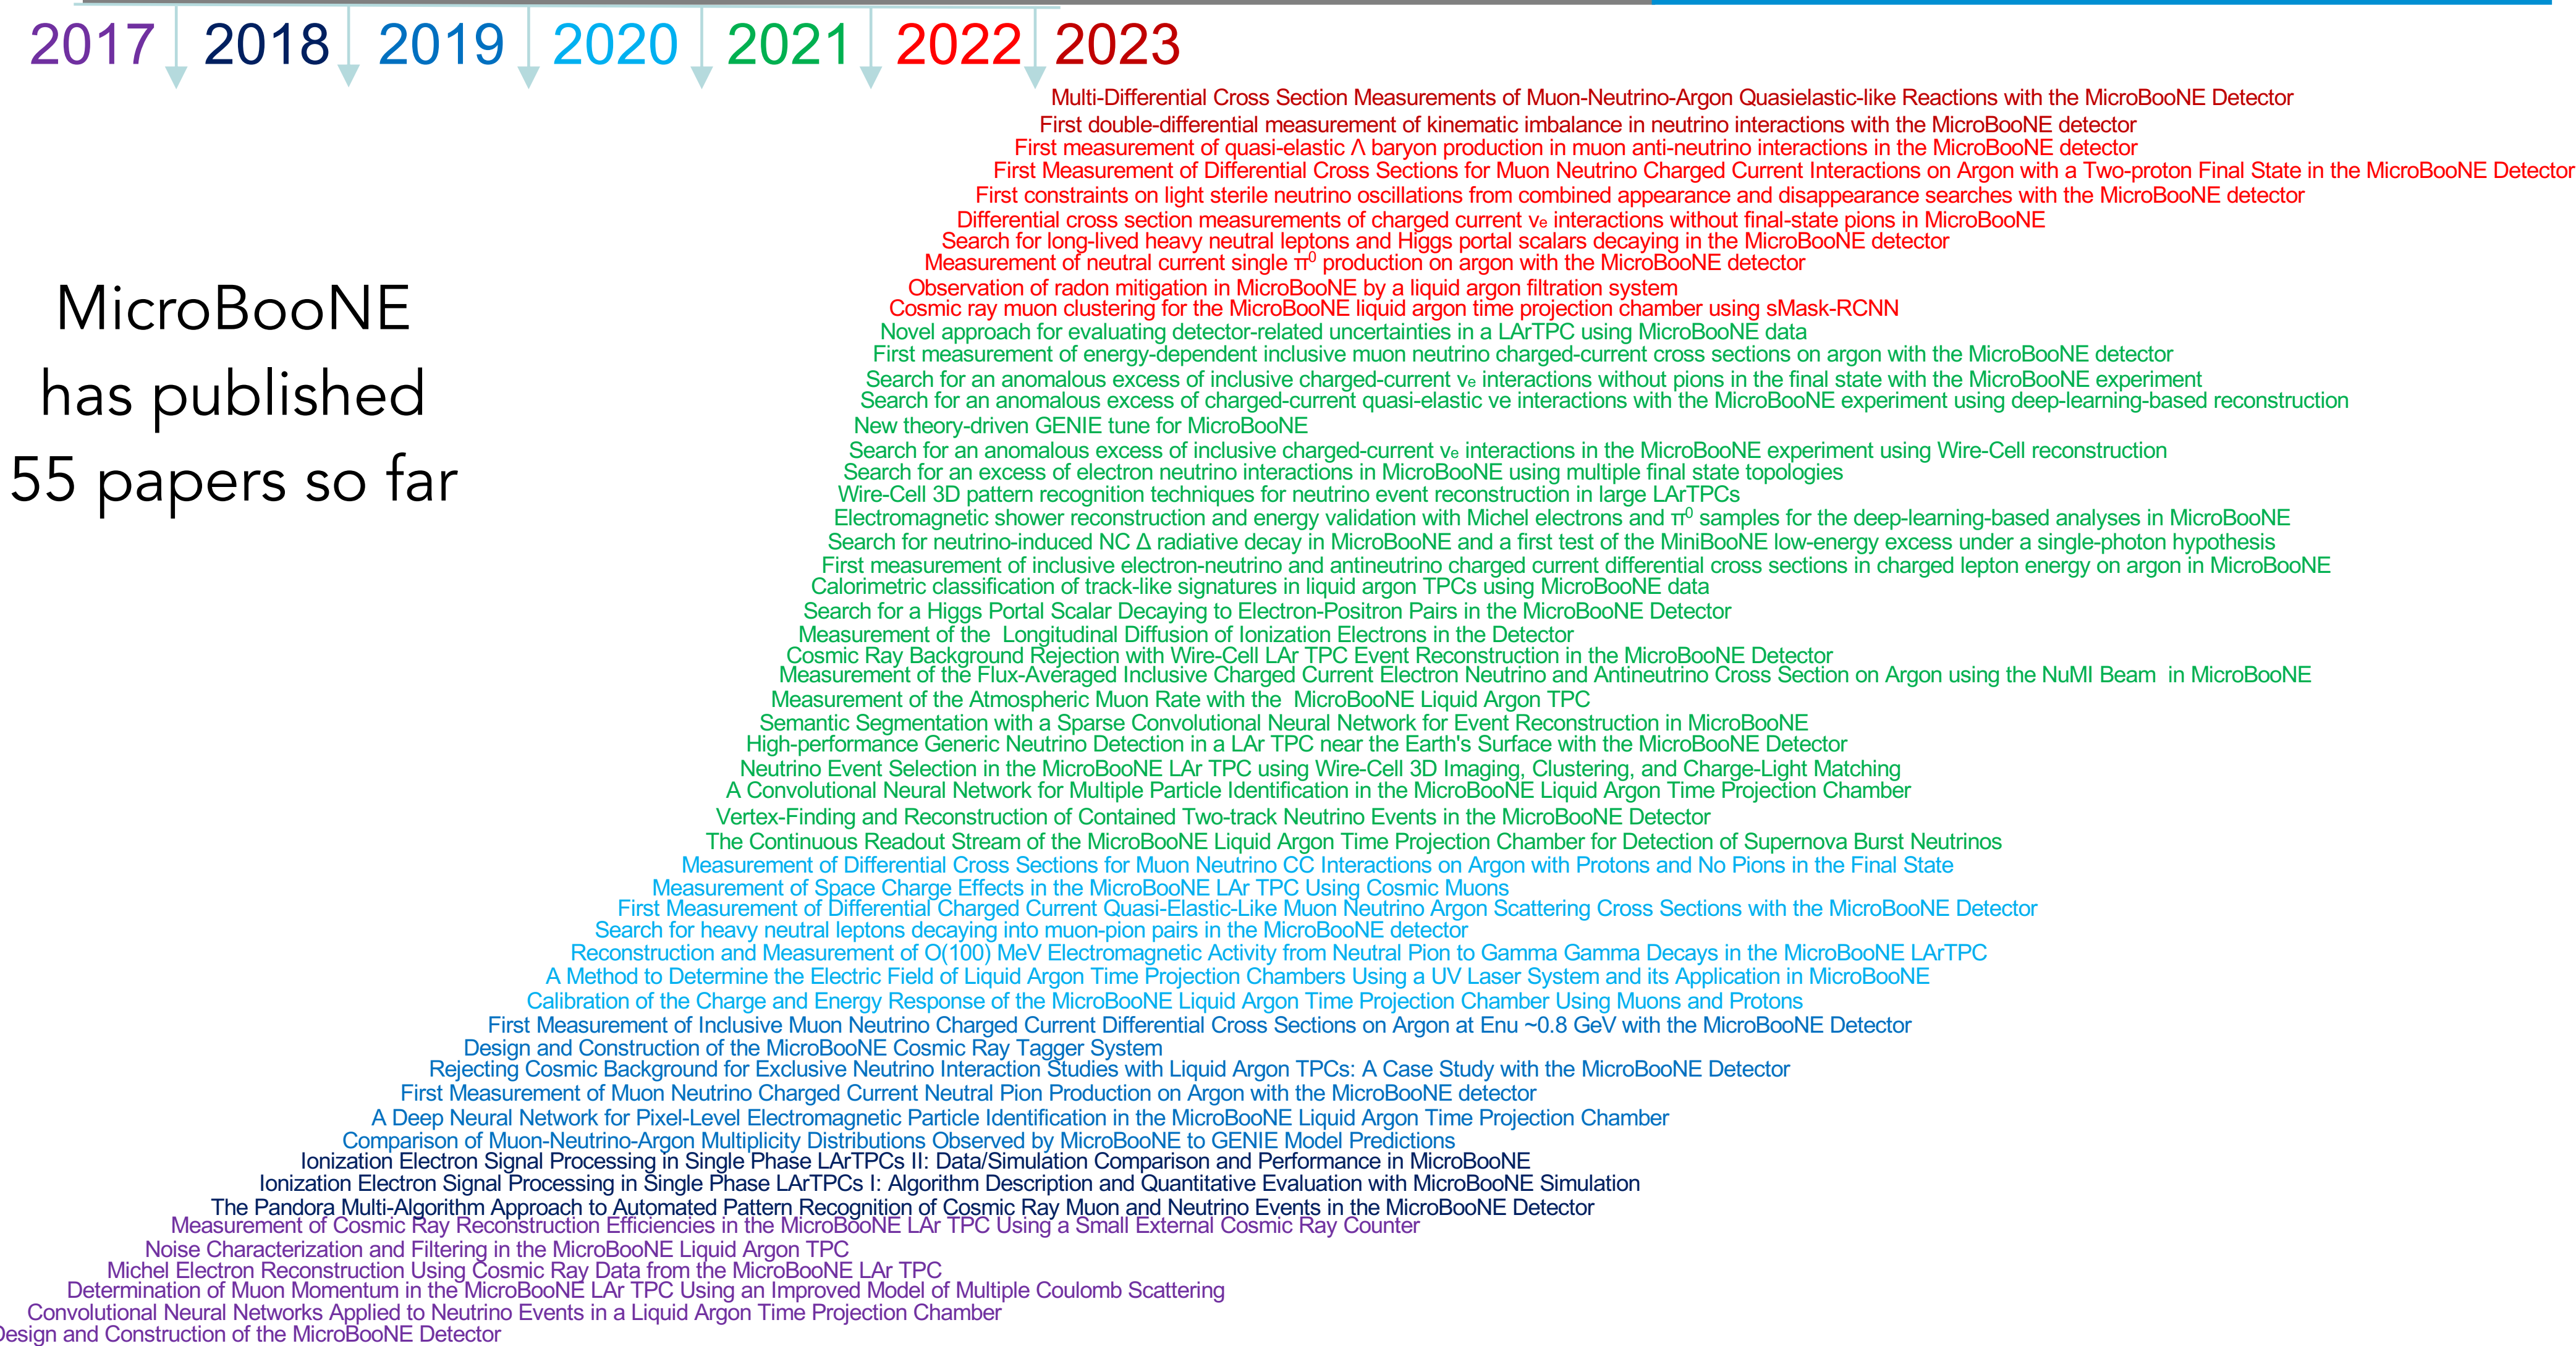 2017 2018 2019 2020 2021 2022 2023
Multi-Differential Cross Section Measurements of Muon-Neutrino-Argon Quasielastic-like Reactions with the MicroBooNE Detector
First double-differential measurement of kinematic imbalance in neutrino interactions with the MicroBooNE detector
First measurement of quasi-elastic Λ baryon production in muon anti-neutrino interactions in the MicroBooNE detector
First Measurement of Differential Cross Sections for Muon Neutrino Charged Current Interactions on Argon with a Two-proton Final State in the MicroBooNE Detector
First constraints on light sterile neutrino oscillations from combined appearance and disappearance searches with the MicroBooNE detector
Differential cross section measurements of charged current νe interactions without final-state pions in MicroBooNE
Search for long-lived heavy neutral leptons and Higgs portal scalars decaying in the MicroBooNE detector
Measurement of neutral current single π⁰ production on argon with the MicroBooNE detector
Observation of radon mitigation in MicroBooNE by a liquid argon filtration system
Cosmic ray muon clustering for the MicroBooNE liquid argon time projection chamber using sMask-RCNN
Novel approach for evaluating detector-related uncertainties in a LArTPC using MicroBooNE data
First measurement of energy-dependent inclusive muon neutrino charged-current cross sections on argon with the MicroBooNE detector
Search for an anomalous excess of inclusive charged-current νe interactions without pions in the final state with the MicroBooNE experiment
Search for an anomalous excess of charged-current quasi-elastic ve interactions with the MicroBooNE experiment using deep-learning-based reconstruction
New theory-driven GENIE tune for MicroBooNE
Search for an anomalous excess of inclusive charged-current νe interactions in the MicroBooNE experiment using Wire-Cell reconstruction
Search for an excess of electron neutrino interactions in MicroBooNE using multiple final state topologies
Wire-Cell 3D pattern recognition techniques for neutrino event reconstruction in large LArTPCs
Electromagnetic shower reconstruction and energy validation with Michel electrons and π⁰ samples for the deep-learning-based analyses in MicroBooNE
Search for neutrino-induced NC Δ radiative decay in MicroBooNE and a first test of the MiniBooNE low-energy excess under a single-photon hypothesis
First measurement of inclusive electron-neutrino and antineutrino charged current differential cross sections in charged lepton energy on argon in MicroBooNE
Calorimetric classification of track-like signatures in liquid argon TPCs using MicroBooNE data
Search for a Higgs Portal Scalar Decaying to Electron-Positron Pairs in the MicroBooNE Detector
Measurement of the Longitudinal Diffusion of Ionization Electrons in the Detector
Cosmic Ray Background Rejection with Wire-Cell LAr TPC Event Reconstruction in the MicroBooNE Detector
Measurement of the Flux-Averaged Inclusive Charged Current Electron Neutrino and Antineutrino Cross Section on Argon using the NuMI Beam in MicroBooNE
Measurement of the Atmospheric Muon Rate with the MicroBooNE Liquid Argon TPC
Semantic Segmentation with a Sparse Convolutional Neural Network for Event Reconstruction in MicroBooNE
High-performance Generic Neutrino Detection in a LAr TPC near the Earth's Surface with the MicroBooNE Detector
Neutrino Event Selection in the MicroBooNE LAr TPC using Wire-Cell 3D Imaging, Clustering, and Charge-Light Matching
A Convolutional Neural Network for Multiple Particle Identification in the MicroBooNE Liquid Argon Time Projection Chamber
Vertex-Finding and Reconstruction of Contained Two-track Neutrino Events in the MicroBooNE Detector
The Continuous Readout Stream of the MicroBooNE Liquid Argon Time Projection Chamber for Detection of Supernova Burst Neutrinos
Measurement of Differential Cross Sections for Muon Neutrino CC Interactions on Argon with Protons and No Pions in the Final State
Measurement of Space Charge Effects in the MicroBooNE LAr TPC Using Cosmic Muons
First Measurement of Differential Charged Current Quasi-Elastic-Like Muon Neutrino Argon Scattering Cross Sections with the MicroBooNE Detector
Search for heavy neutral leptons decaying into muon-pion pairs in the MicroBooNE detector
Reconstruction and Measurement of O(100) MeV Electromagnetic Activity from Neutral Pion to Gamma Gamma Decays in the MicroBooNE LArTPC
A Method to Determine the Electric Field of Liquid Argon Time Projection Chambers Using a UV Laser System and its Application in MicroBooNE
Calibration of the Charge and Energy Response of the MicroBooNE Liquid Argon Time Projection Chamber Using Muons and Protons
First Measurement of Inclusive Muon Neutrino Charged Current Differential Cross Sections on Argon at Enu ~0.8 GeV with the MicroBooNE Detector
Design and Construction of the MicroBooNE Cosmic Ray Tagger System
Rejecting Cosmic Background for Exclusive Neutrino Interaction Studies with Liquid Argon TPCs: A Case Study with the MicroBooNE Detector
First Measurement of Muon Neutrino Charged Current Neutral Pion Production on Argon with the MicroBooNE detector
A Deep Neural Network for Pixel-Level Electromagnetic Particle Identification in the MicroBooNE Liquid Argon Time Projection Chamber
Comparison of Muon-Neutrino-Argon Multiplicity Distributions Observed by MicroBooNE to GENIE Model Predictions
Ionization Electron Signal Processing in Single Phase LArTPCs II: Data/Simulation Comparison and Performance in MicroBooNE
Ionization Electron Signal Processing in Single Phase LArTPCs I: Algorithm Description and Quantitative Evaluation with MicroBooNE Simulation
The Pandora Multi-Algorithm Approach to Automated Pattern Recognition of Cosmic Ray Muon and Neutrino Events in the MicroBooNE Detector
Measurement of Cosmic Ray Reconstruction Efficiencies in the MicroBooNE LAr TPC Using a Small External Cosmic Ray Counter
Noise Characterization and Filtering in the MicroBooNE Liquid Argon TPC
Michel Electron Reconstruction Using Cosmic Ray Data from the MicroBooNE LAr TPC
Determination of Muon Momentum in the MicroBooNE LAr TPC Using an Improved Model of Multiple Coulomb Scattering
Convolutional Neural Networks Applied to Neutrino Events in a Liquid Argon Time Projection Chamber
Design and Construction of the MicroBooNE Detector
MicroBooNE
has published
55 papers so far